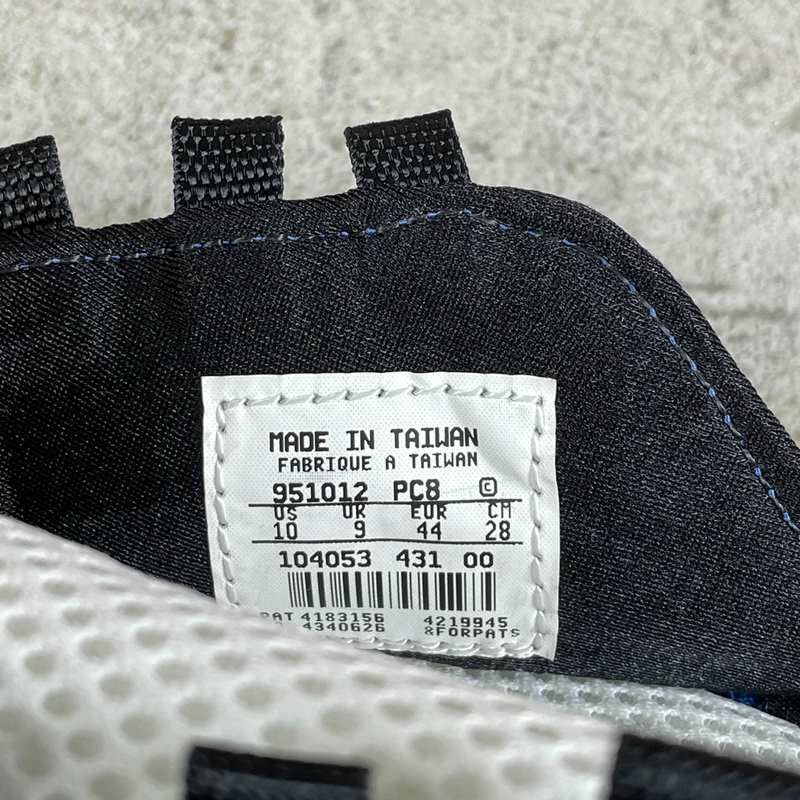 MADE IN TAIWAN
FABRIQUE A TAIWAN
951012 PC8 ©
US UK EUR CM
10 9 44 28
104053 431 00
PAT 4183156 4219945
4340626 &FORPATS